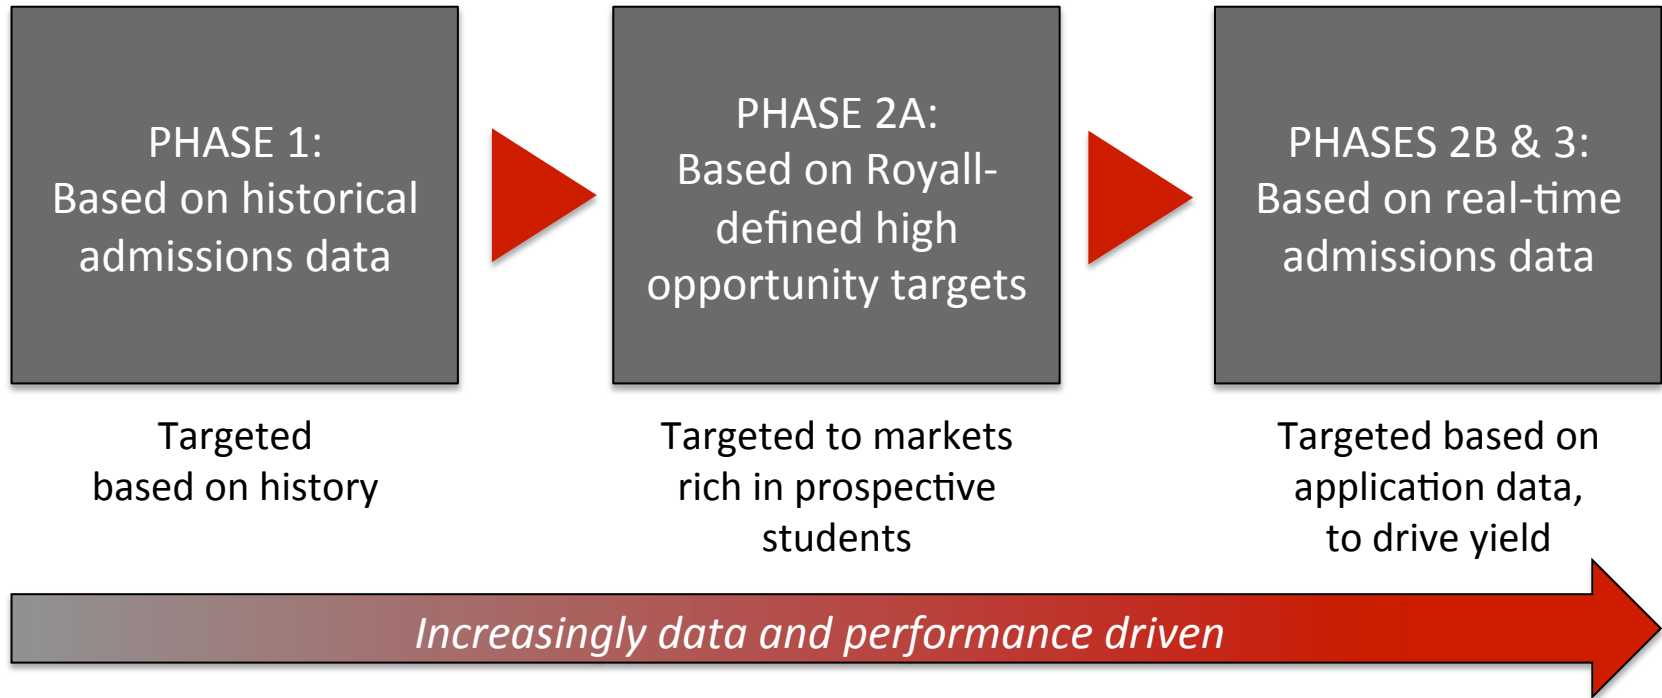 PHASE 1:
Based on historical
admissions data
PHASE 2A:
Based on Royall-
defined high
opportunity targets
PHASES 2B & 3:
Based on real-time
admissions data
Targeted
based on history
Targeted to markets
rich in prospective
students
Targeted based on
application data,
to drive yield
Increasingly data and performance driven